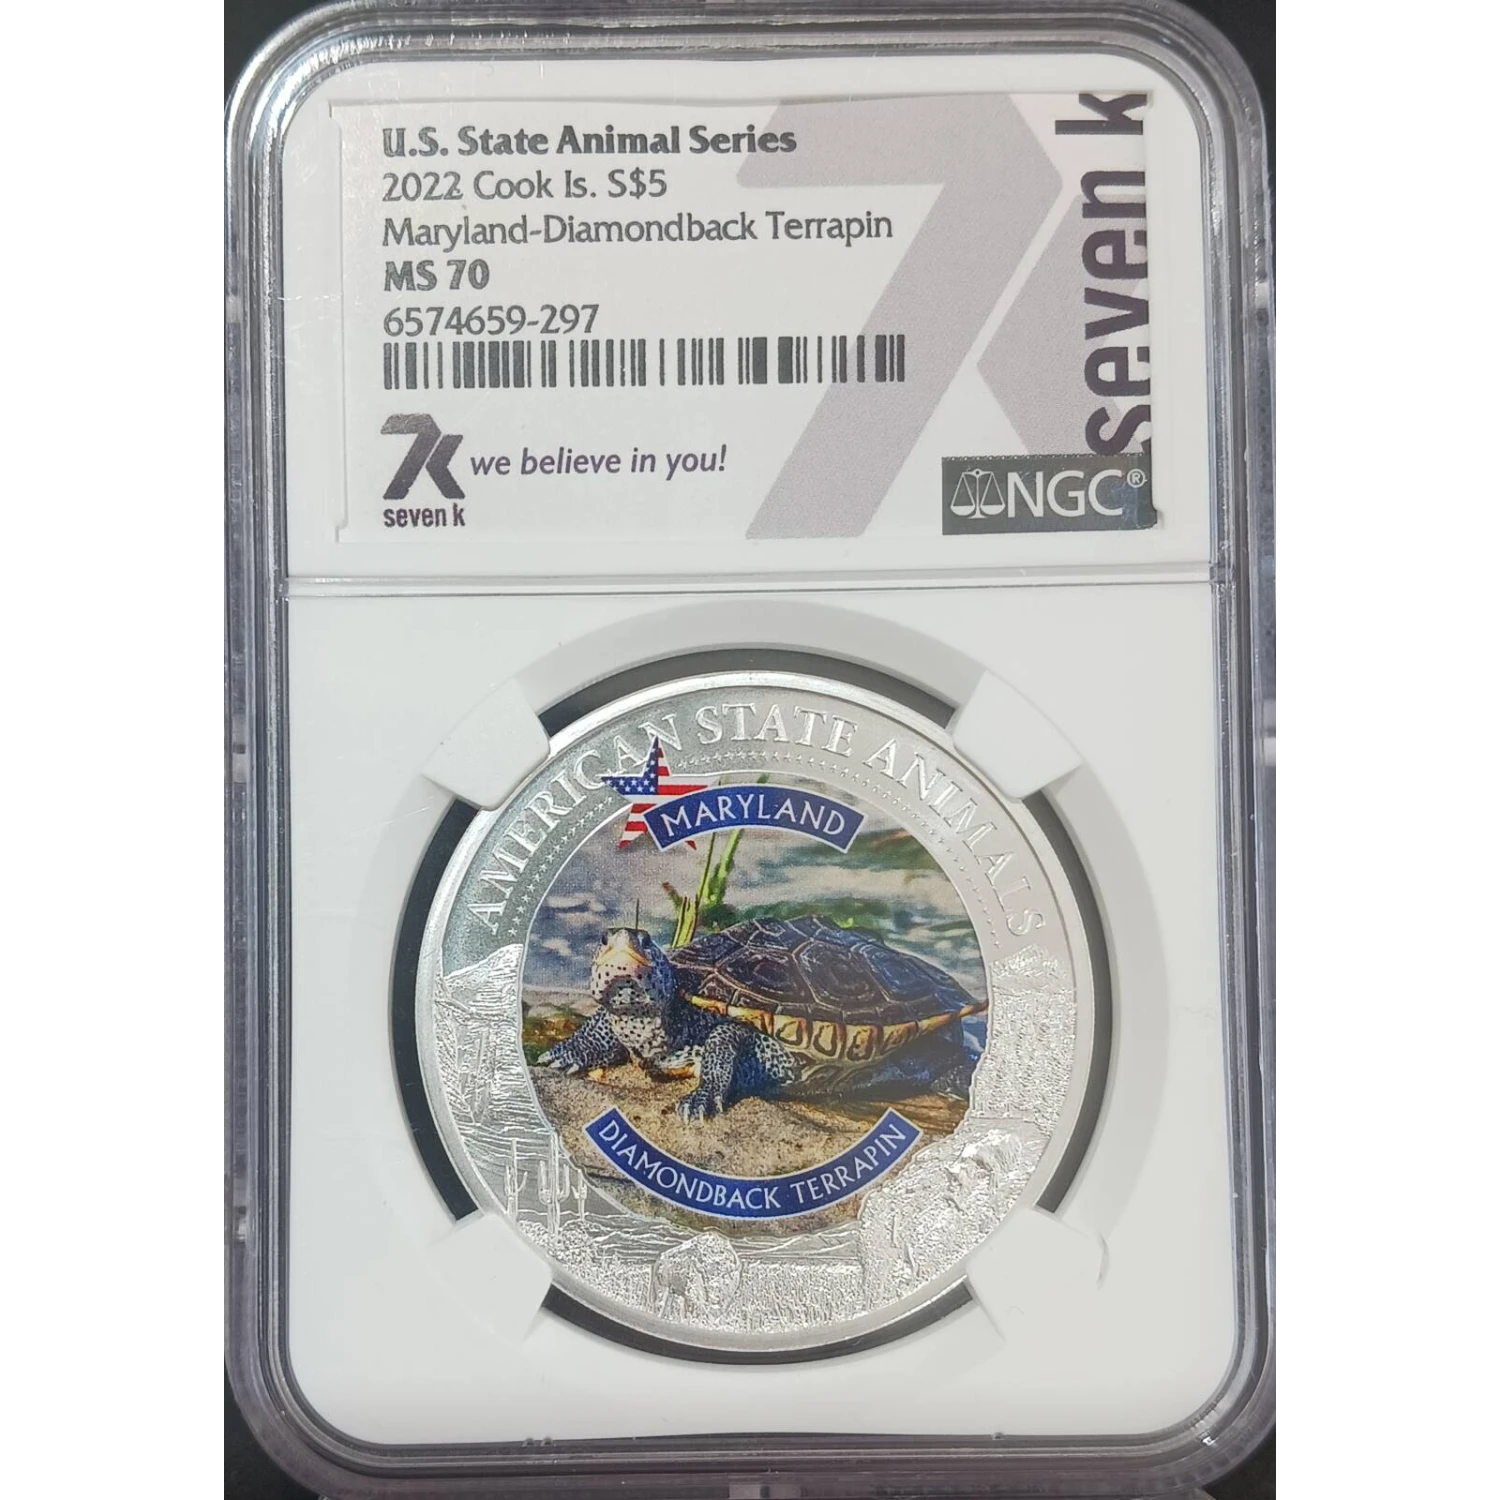 U.S. State Animal Series
2022 Cook Is. S$5
Maryland-Diamondback Terrapin
MS 70
6574659-297
7k we believe in you!
seven k
seven k
NGC®
AMERICAN STATE ANIMALS
MARYLAND
DIAMONDBACK TERRAPIN